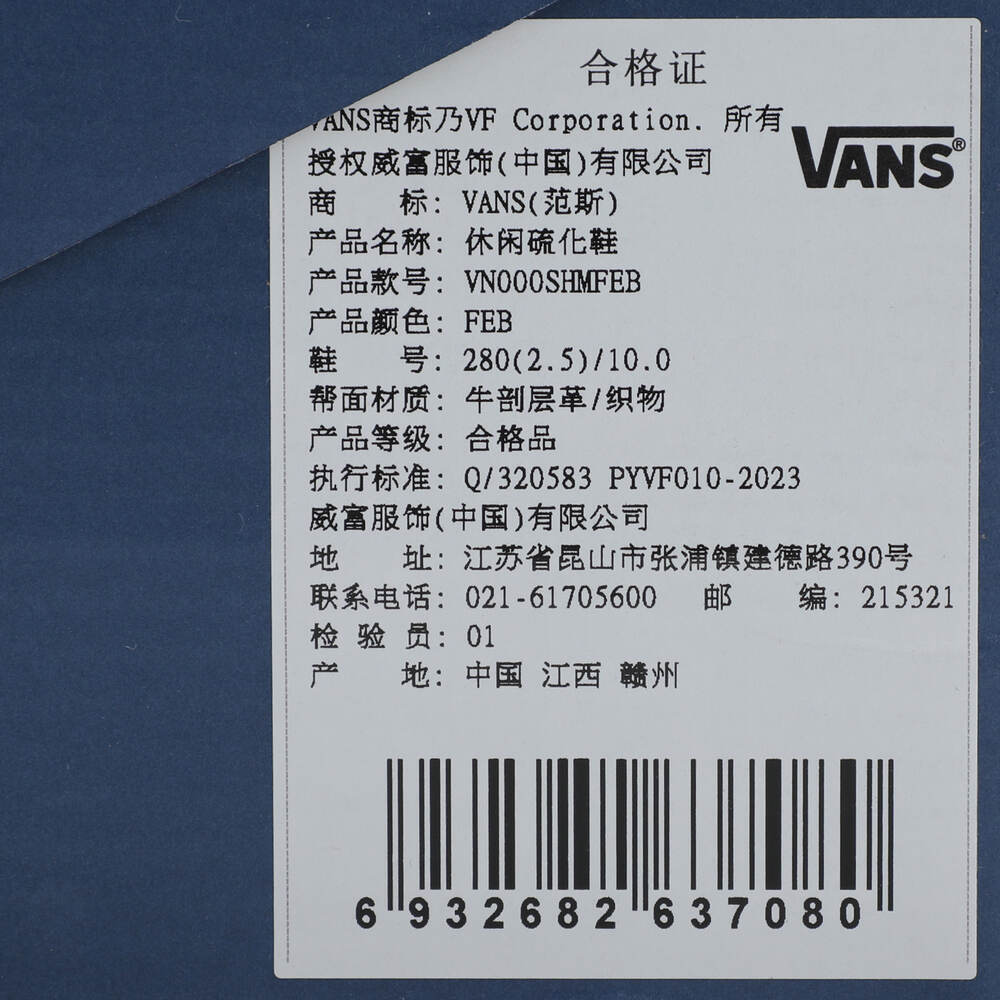 合格证
VANS商标乃VF Corporation. 所有
VANS®
授权威富服饰(中国)有限公司
商 标: VANS(范斯)
产品名称: 休闲硫化鞋
产品款号: VN000SHMFEB
产品颜色: FEB
鞋 号: 280(2.5)/10.0
帮面材质: 牛剖层革/织物
产品等级: 合格品
执行标准: Q/320583 PYVF010-2023
威富服饰(中国)有限公司
地 址: 江苏省昆山市张浦镇建德路390号
联系电话: 021-61705600 邮 编: 215321
检 验 员: 01
产 地: 中国 江西 赣州
6 932682 637080